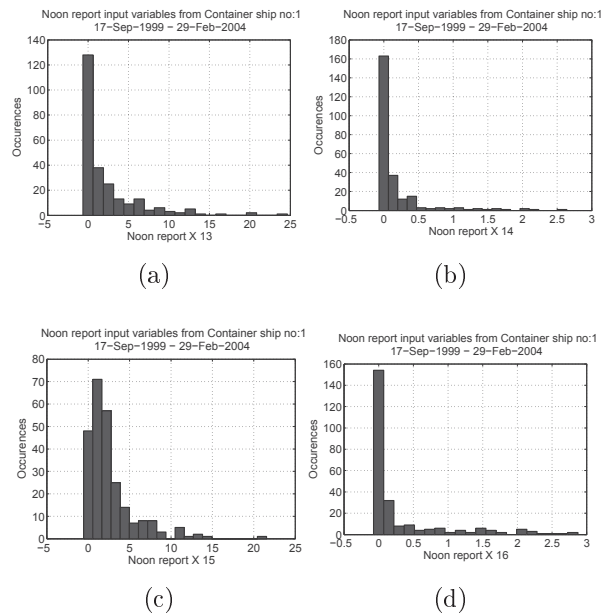 Noon report input variables from Container ship no:1
17-Sep-1999 - 29-Feb-2004
140
120
100
80
60
40
20
0
Occurences
-5 0 5 10 15 20 25
Noon report X 13
(a)
Noon report input variables from Container ship no:1
17-Sep-1999 - 29-Feb-2004
180
160
140
120
100
80
60
40
20
0
Occurences
-0.5 0 0.5 1 1.5 2 2.5 3
Noon report X 14
(b)
Noon report input variables from Container ship no:1
17-Sep-1999 - 29-Feb-2004
80
70
60
50
40
30
20
10
0
Occurences
-5 0 5 10 15 20 25
Noon report X 15
(c)
Noon report input variables from Container ship no:1
17-Sep-1999 - 29-Feb-2004
160
140
120
100
80
60
40
20
0
Occurences
-0.5 0 0.5 1 1.5 2 2.5 3
Noon report X 16
(d)